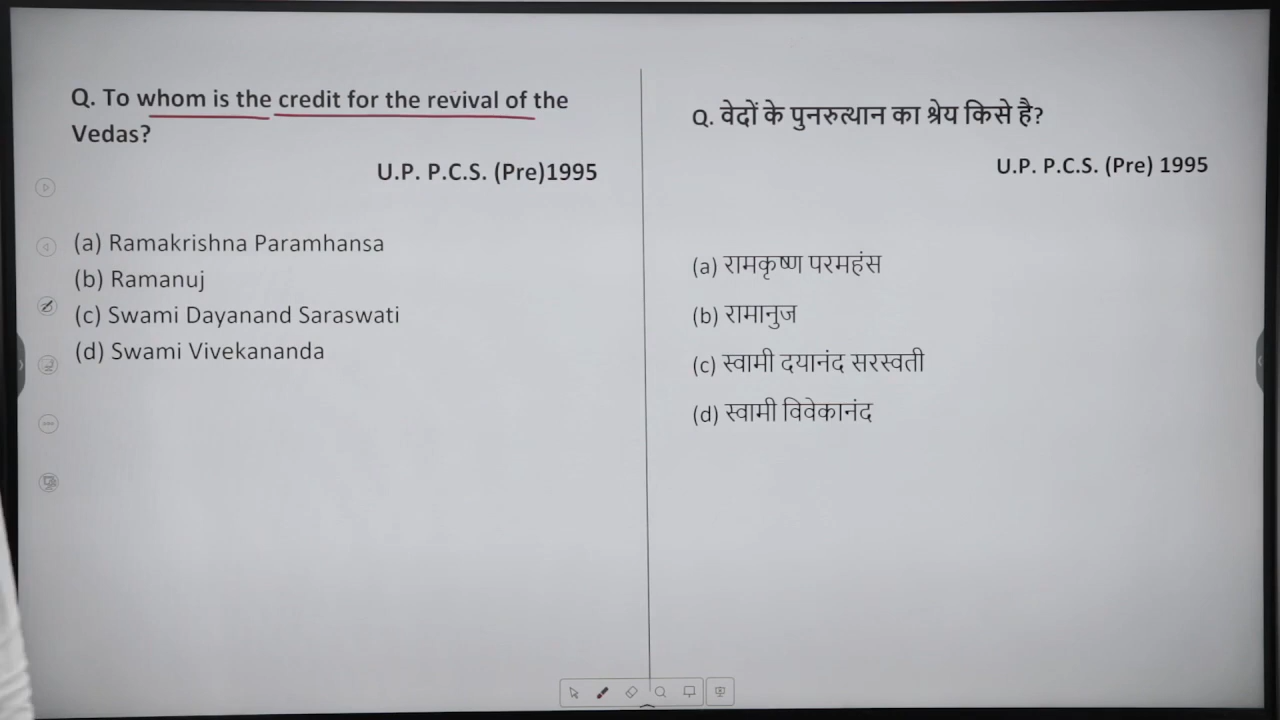 Q. To whom is the credit for the revival of the
Vedas?
U.P. P.C.S. (Pre)1995
(a) Ramakrishna Paramhansa
(b) Ramanuj
(c) Swami Dayanand Saraswati
(d) Swami Vivekananda
Q. वेदों के पुनरुत्थान का श्रेय किसे है?
U.P. P.C.S. (Pre) 1995
(a) रामकृष्ण परमहंस
(b) रामानुज
(c) स्वामी दयानंद सरस्वती
(d) स्वामी विवेकानंद